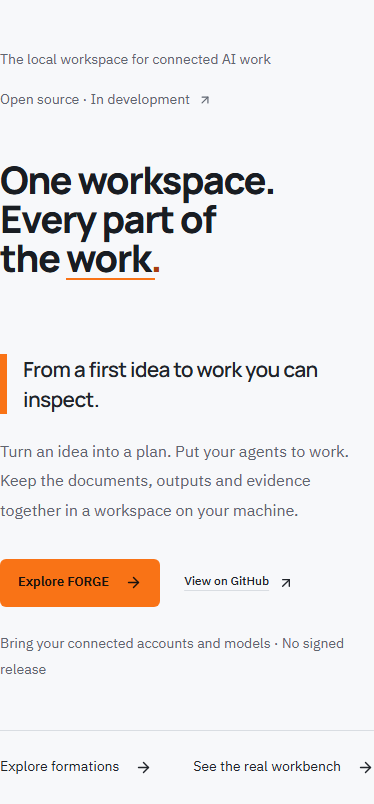 The local workspace for connected AI work
Open source · In development
One workspace.
Every part of
the work.
From a first idea to work you can
inspect.
Turn an idea into a plan. Put your agents to work.
Keep the documents, outputs and evidence
together in a workspace on your machine.
Explore FORGE
View on GitHub
Bring your connected accounts and models · No signed
release
Explore formations
See the real workbench